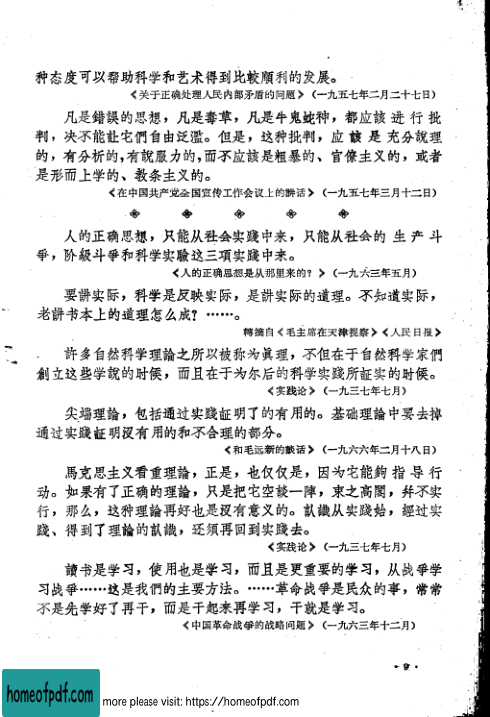 种态度可以帮助科学和艺术得到比較順利的发展。
《关于正确处理人民内部矛盾的問題》（一九五七年二月二十七日）
凡是錯誤的思想，凡是毒草，凡是牛鬼蛇神，都应該进行批
判，决不能让它們自由泛濫。但是，这种批判，应該是充分說理
的，有分析的，有說服力的，而不应該是粗暴的、官僚主义的，或者
是形而上学的、教条主义的。
《在中国共产党全国宣传工作会议上的講話》（一九五七年三月十二日）
人的正确思想，只能从社会实踐中来，只能从社会的生产斗
爭，阶級斗爭和科学实驗这三項实踐中来。
《人的正确思想是从那里来的？》（一九六三年五月）
要講实际，科学是反映实际，是講实际的道理。不知道实际，
老講书本上的道理怎么成？……。
轉摘自《毛主席在天津視察》《人民日报》
許多自然科学理論之所以被称为眞理，不但在于自然科学家們
創立这些学說的时候，而且在于为尔后的科学实踐所証实的时候。
《实踐论》（一九三七年七月）
尖端理論，包括通过实踐証明了的有用的。基础理論中要去掉
通过实踐証明沒有用的和不合理的部分。
《和毛远新的談话》（一九六六年二月十八日）
馬克思主义看重理論，正是，也仅仅是，因为它能夠指导行
动。如果有了正确的理論，只是把它空談一陣，束之高閣，幷不实
行，那么，这种理論再好也是沒有意义的。認識从实踐始，經过实
踐、得到了理論的認識，还須再回到实踐去。
《实踐论》（一九三七年七月）
讀书是学习，使用也是学习，而且是更重要的学习，从战爭学
习战爭……这是我們的主要方法。……革命战爭是民众的事，常常
不是先学好了再干，而是干起来再学习，干就是学习。
《中国革命战爭的战略问題》（一九六三年十二月）
· 9 ·
homeofpdf.com
more please visit: https://homeofpdf.com